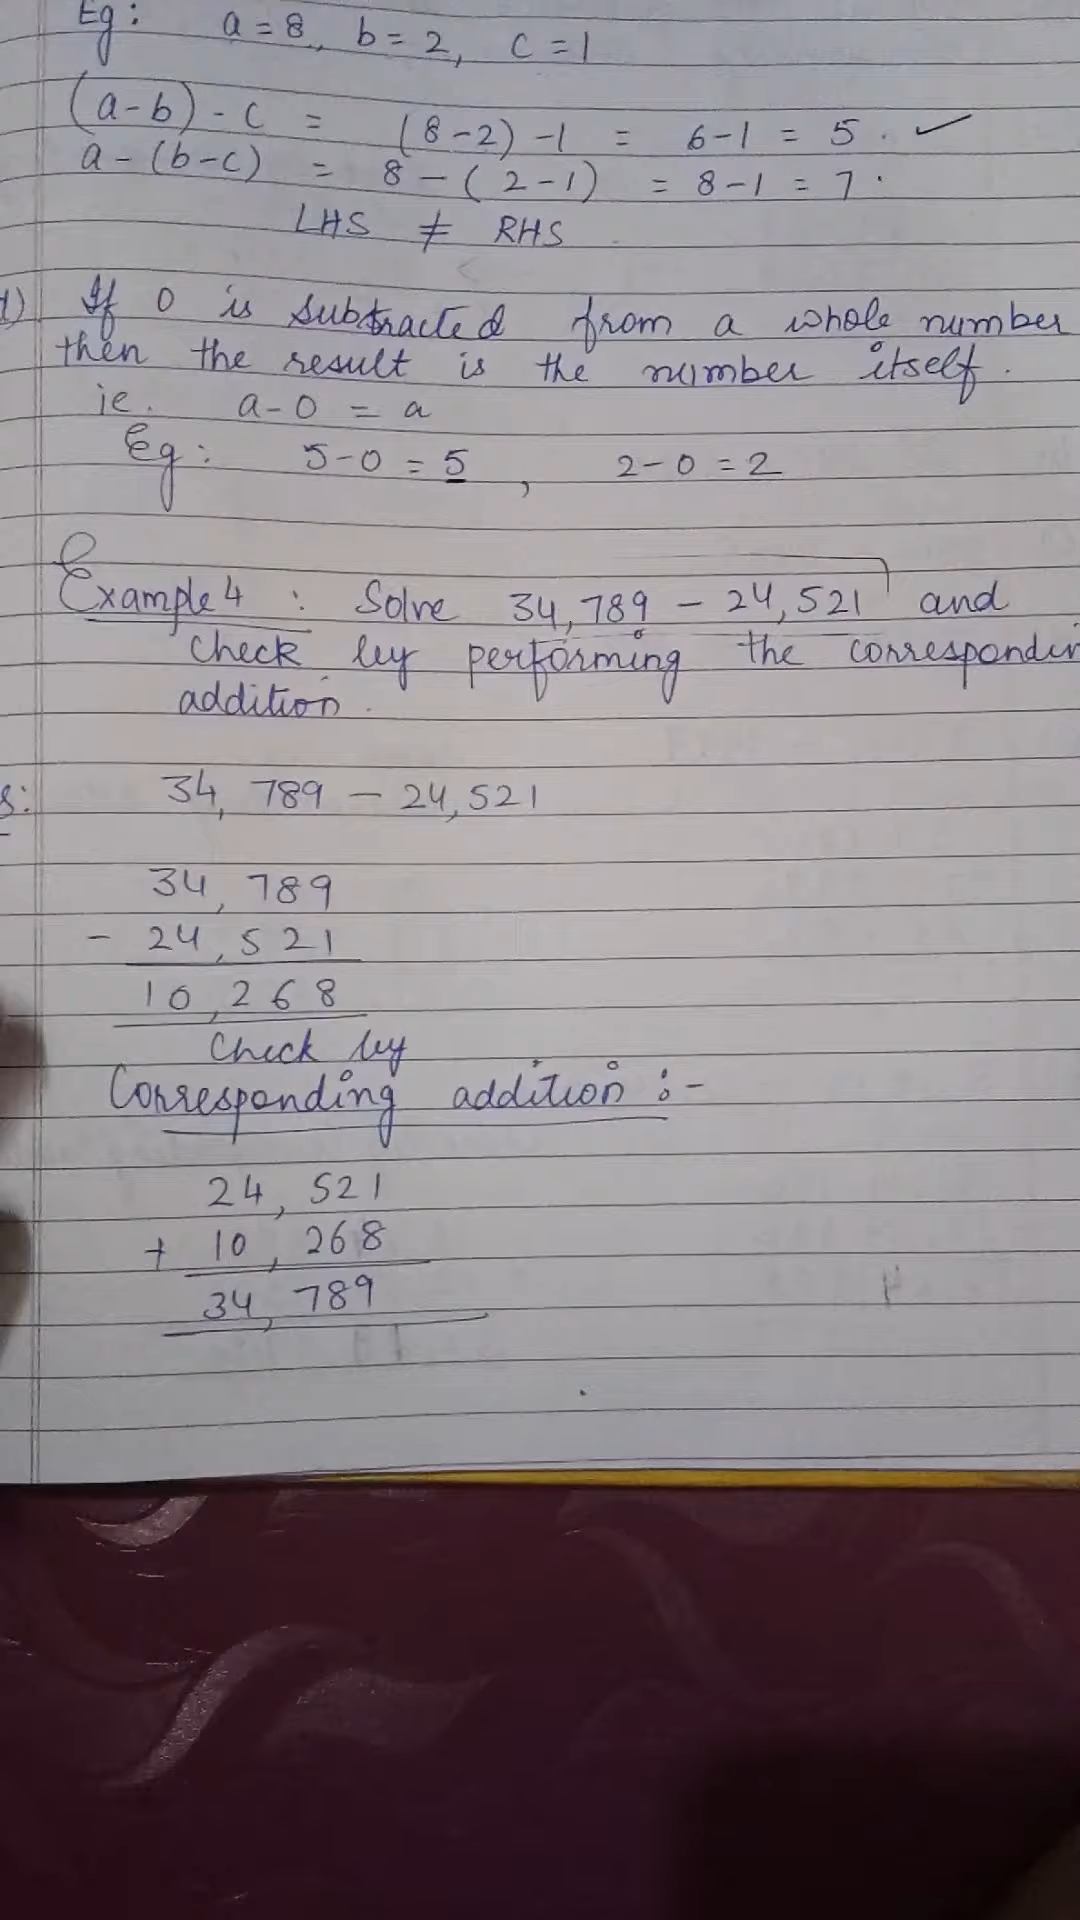 Eg: a = 8, b = 2, c = 1
(a-b) - c = (8-2) -1 = 6-1 = 5. ✓
a - (b-c) = 8 - (2-1) = 8-1 = 7.
LHS ≠ RHS
If 0 is subtracted from a whole number
then the result is the number itself.
ie. a-0 = a
Eg: 5-0 = 5, 2-0 = 2
Example 4 : Solve 34,789 - 24,521 and
check by performing the correspondin
addition.
34,789 - 24,521
34,789
- 24,521
10,268
Check by
Corresponding addition :-
24,521
+ 10,268
34,789